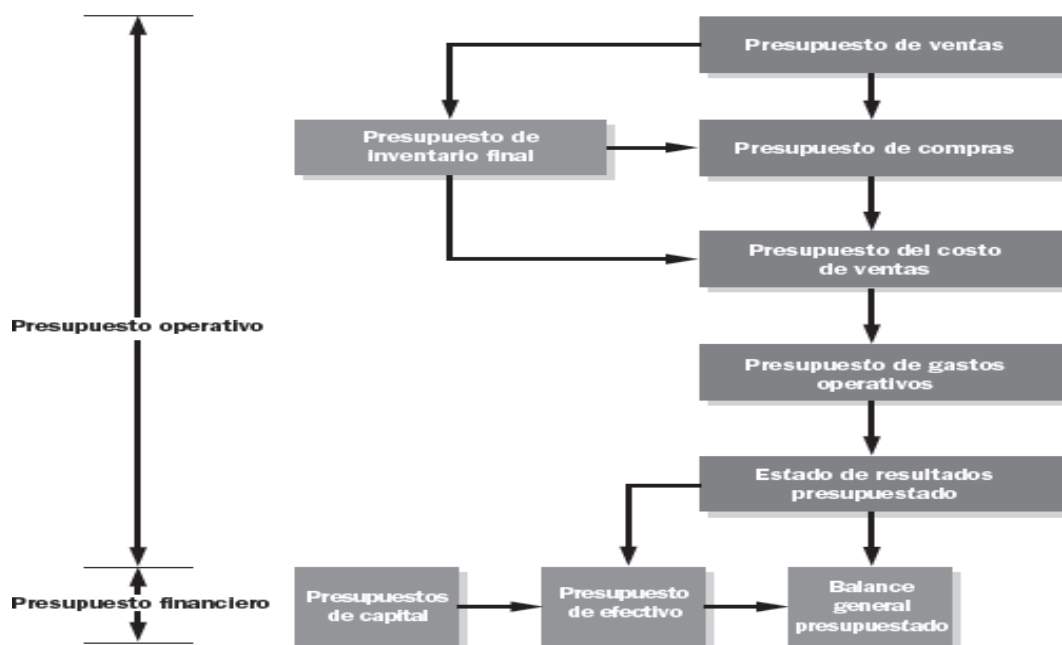 Presupuesto de ventas
Presupuesto de
inventario final
Presupuesto de compras
Presupuesto del costo
de ventas
Presupuesto operativo
Presupuesto de gastos
operativos
Estado de resultados
presupuestado
Presupuesto financiero
Presupuestos
de capital
Presupuesto
de efectivo
Balance
general
presupuestado